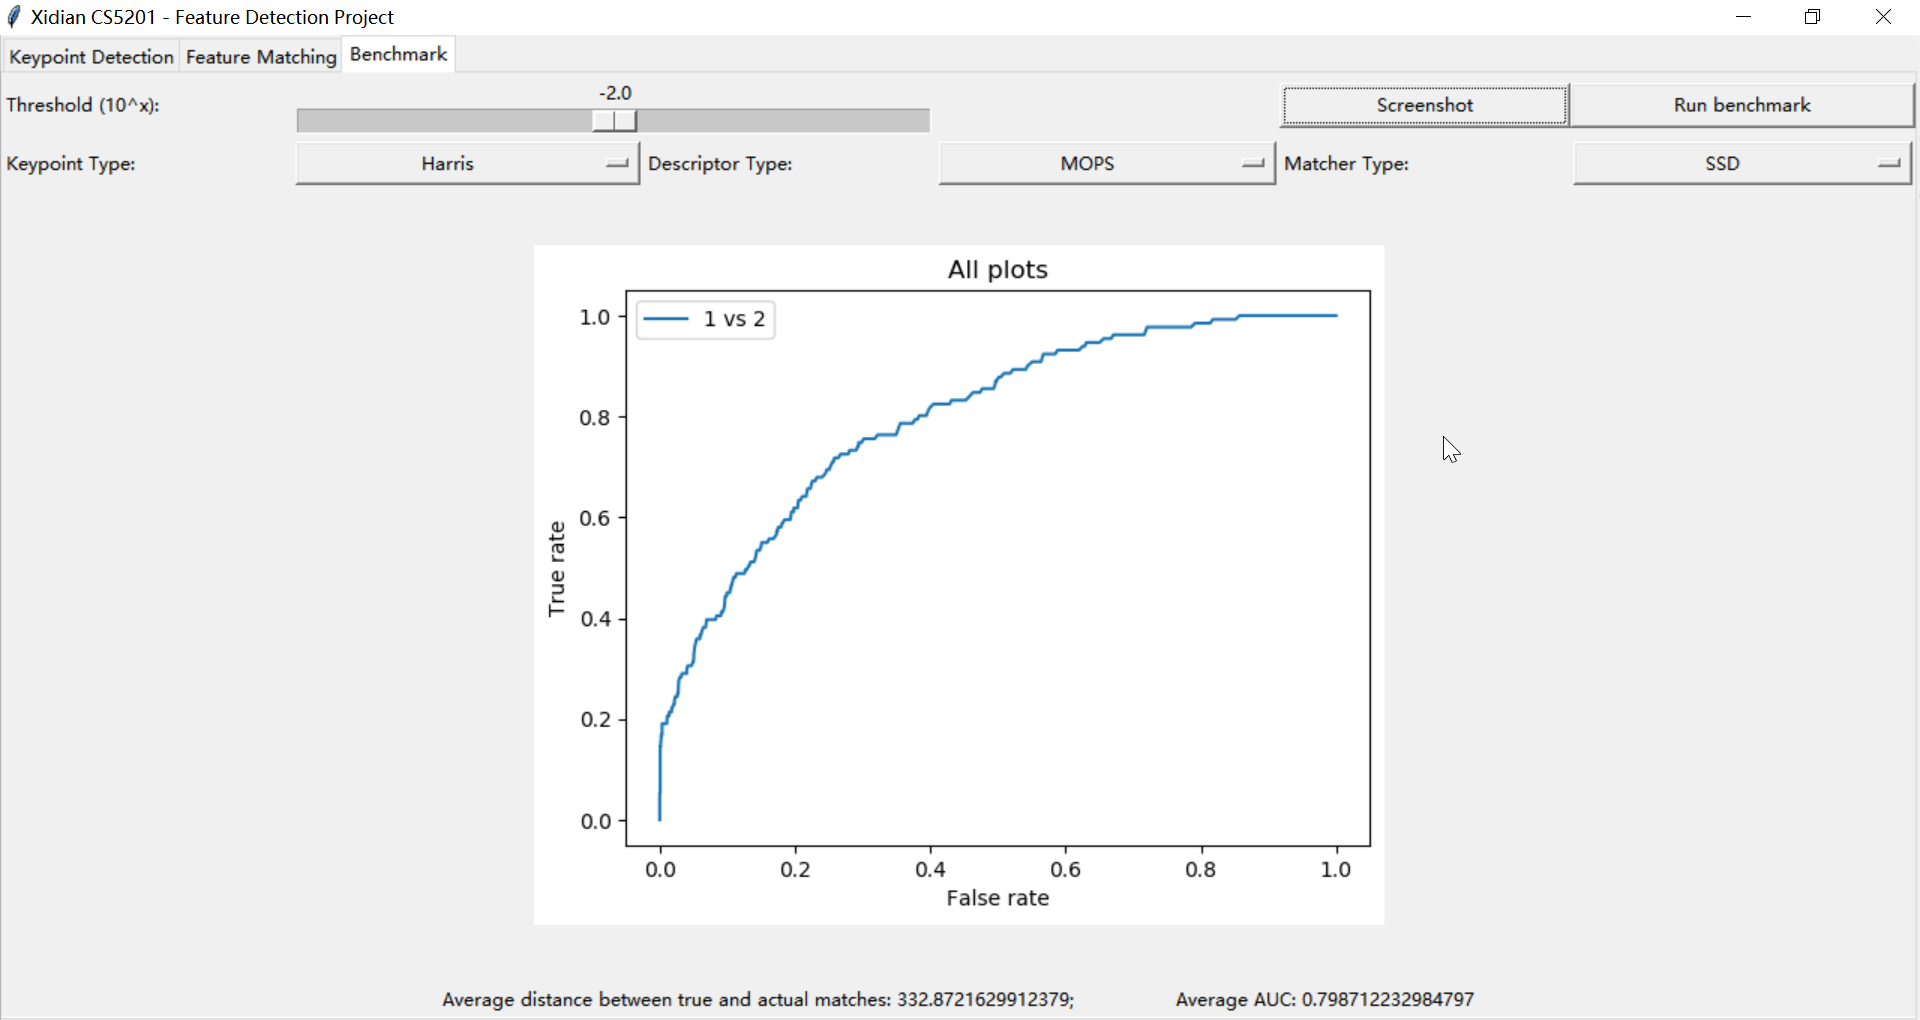 Xidian CS5201 - Feature Detection Project
Keypoint Detection Feature Matching Benchmark
-2.0
Threshold (10^x): Screenshot Run benchmark
Keypoint Type: Harris Descriptor Type: MOPS Matcher Type: SSD
All plots
1 vs 2
1.0
0.8
0.6
0.4
0.2
0.0
True rate
0.0 0.2 0.4 0.6 0.8 1.0
False rate
Average distance between true and actual matches: 332.8721629912379; Average AUC: 0.798712232984797